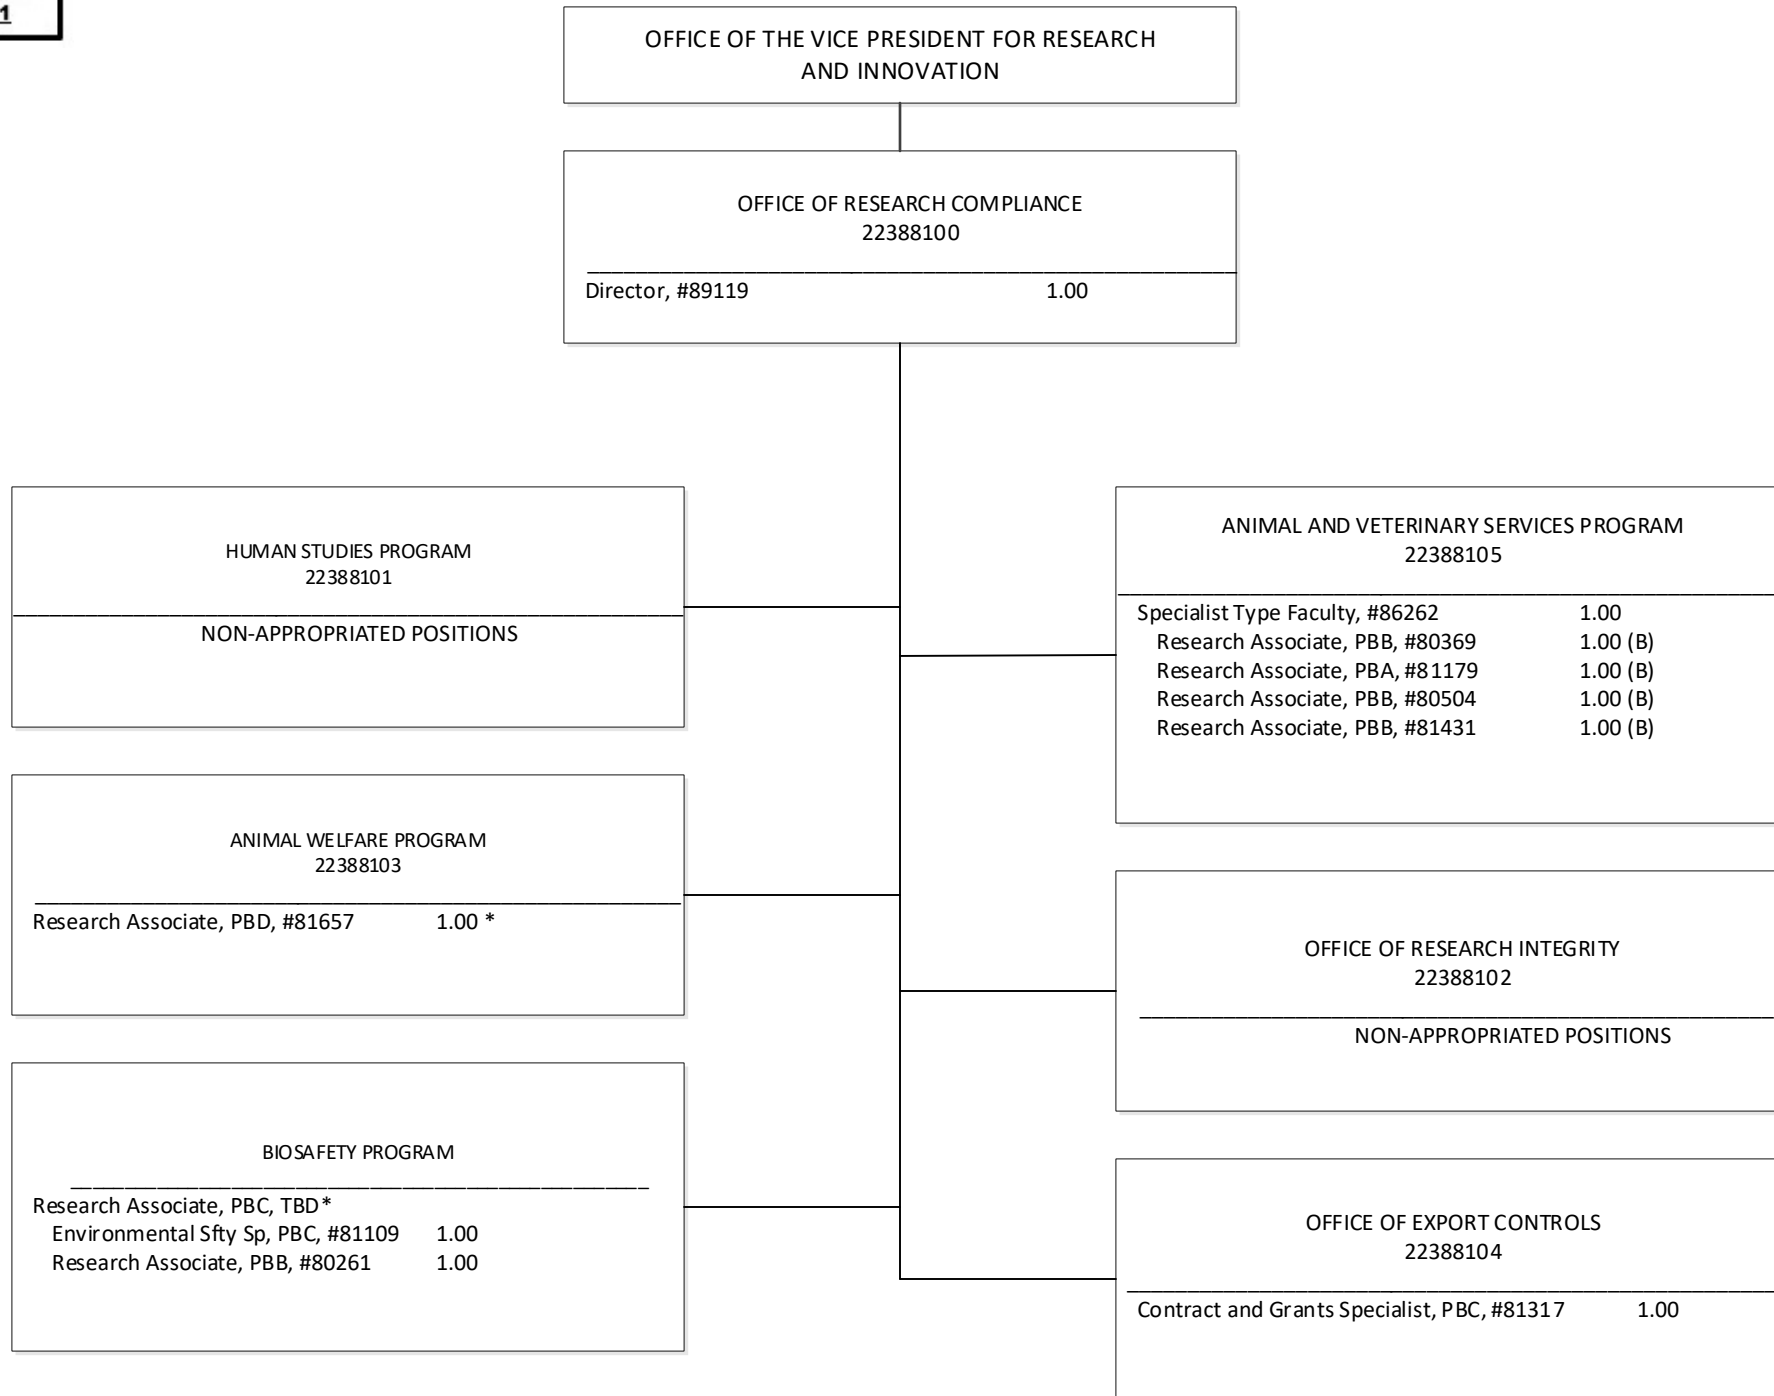 1
OFFICE OF THE VICE PRESIDENT FOR RESEARCH
AND INNOVATION
OFFICE OF RESEARCH COMPLIANCE
22388100
Director, #89119 1.00
HUMAN STUDIES PROGRAM
22388101
NON-APPROPRIATED POSITIONS
ANIMAL WELFARE PROGRAM
22388103
Research Associate, PBD, #81657 1.00 *
BIOSAFETY PROGRAM
Research Associate, PBC, TBD*
Environmental Sfty Sp, PBC, #81109 1.00
Research Associate, PBB, #80261 1.00
ANIMAL AND VETERINARY SERVICES PROGRAM
22388105
Specialist Type Faculty, #86262 1.00
Research Associate, PBB, #80369 1.00 (B)
Research Associate, PBA, #81179 1.00 (B)
Research Associate, PBB, #80504 1.00 (B)
Research Associate, PBB, #81431 1.00 (B)
OFFICE OF RESEARCH INTEGRITY
22388102
NON-APPROPRIATED POSITIONS
OFFICE OF EXPORT CONTROLS
22388104
Contract and Grants Specialist, PBC, #81317 1.00